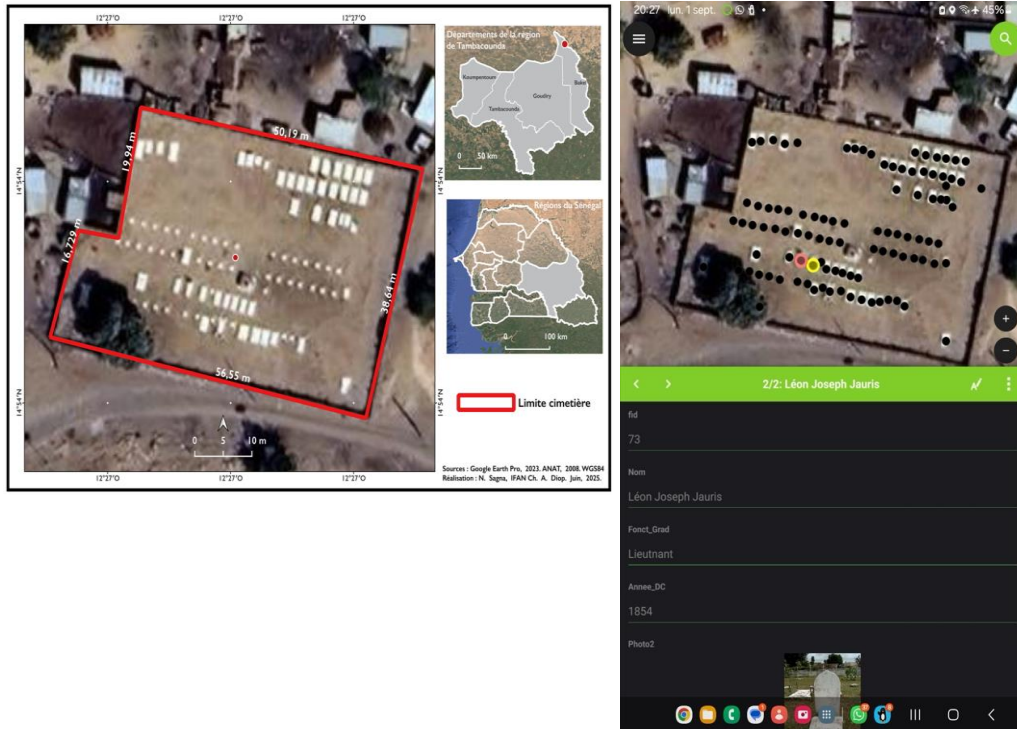 12°27'O 12°27'O 12°27'O
14°54'N
14°54'N
50,19 m
19,94 m
16,729 m
38,64 m
56,55 m
0 5 10 m
12°27'O 12°27'O 12°27'O
Départements de la région
de Tambacounda
Koumpentoum
Tambacounda
Goudiry
Bakel
0 50 km
14°54'N
Régions du Sénégal
0 100 km
Limite cimetière
14°54'N
Sources : Google Earth Pro, 2023. ANAT, 2008. WGS84
Réalisation : N. Sagna, IFAN Ch. A. Diop. Juin, 2025.
20:27 lun. 1 sept. 45%
2/2: Léon Joseph Jauris
fid
73
Nom
Léon Joseph Jauris
Fonct_Grad
Lieutnant
Annee_DC
1854
Photo2